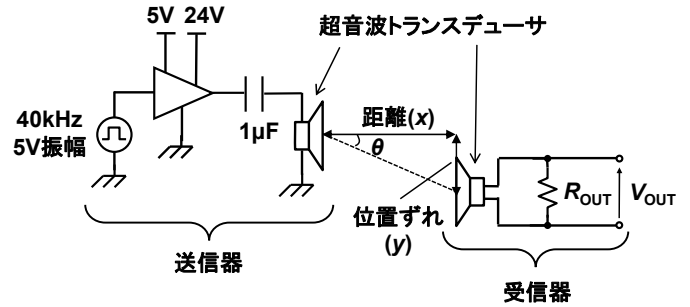 5V 24V
超音波トランスデューサ
40kHz
5V振幅
1μF
距離(x)
θ
位置ずれ
(y)
ROUT
VOUT
送信器
受信器